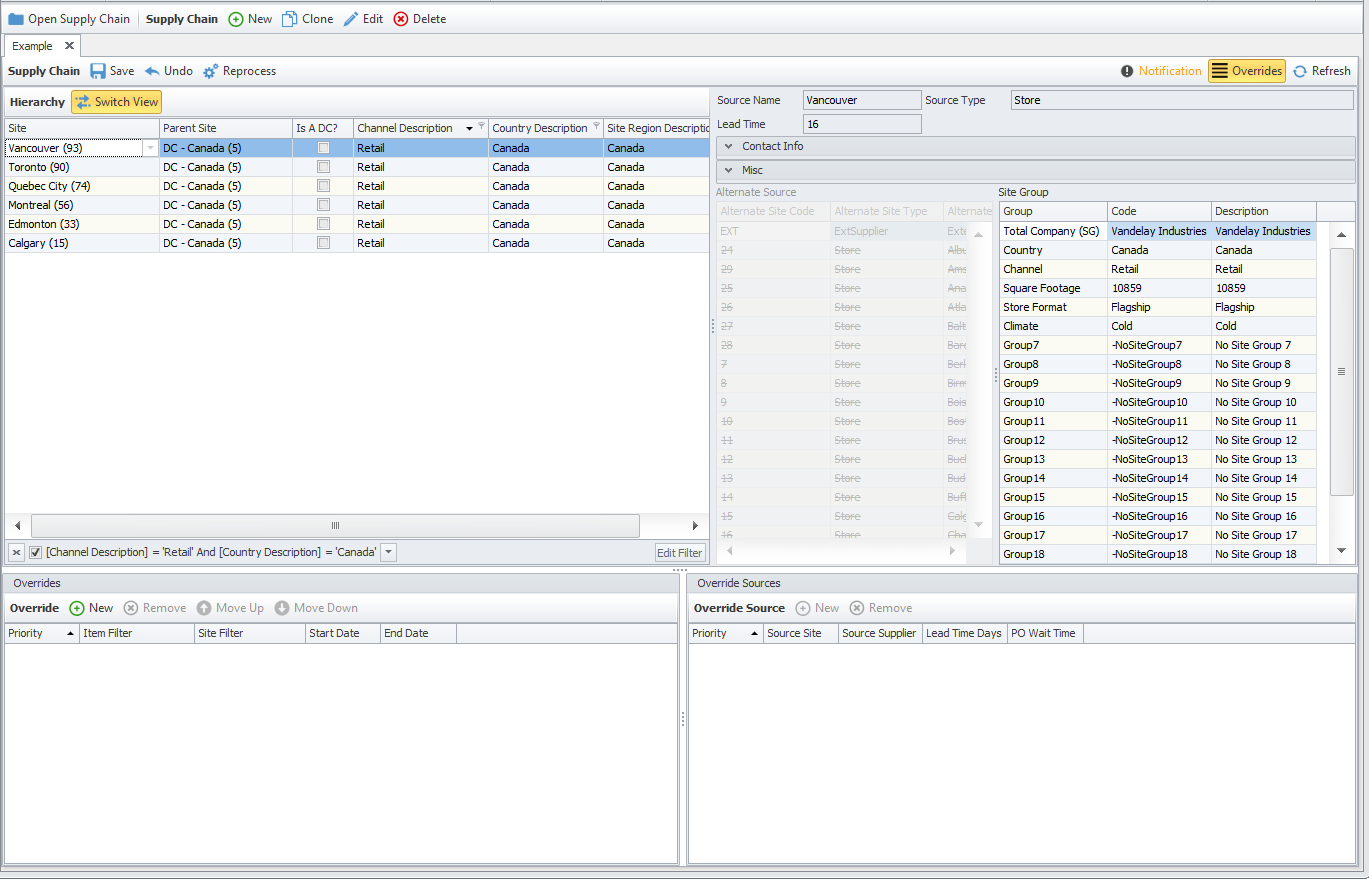 Open Supply Chain Supply Chain New Clone Edit Delete
Example
Supply Chain Save Undo Reprocess Notification Overrides Refresh
Hierarchy Switch View
Site Parent Site Is A DC? Channel Description Country Description Site Region Descriptio
Vancouver (93) DC - Canada (5) Retail Canada Canada
Toronto (90) DC - Canada (5) Retail Canada Canada
Quebec City (74) DC - Canada (5) Retail Canada Canada
Montreal (56) DC - Canada (5) Retail Canada Canada
Edmonton (33) DC - Canada (5) Retail Canada Canada
Calgary (15) DC - Canada (5) Retail Canada Canada
[Channel Description] = 'Retail' And [Country Description] = 'Canada' Edit Filter
Source Name Vancouver Source Type Store
Lead Time 16
Contact Info
Misc
Alternate Source
Alternate Site Code Alternate Site Type Alternate
EXT ExtSupplier Exte
24 Store Albu
29 Store Ams
25 Store Ana
26 Store Atla
27 Store Balt
28 Store Barc
7 Store Berl
8 Store Birm
9 Store Bois
10 Store Bos
11 Store Brus
12 Store Bucl
13 Store Bud
14 Store Buff
15 Store Calg
16 Store Cha
Site Group
Group Code Description
Total Company (SG) Vandelay Industries Vandelay Industries
Country Canada Canada
Channel Retail Retail
Square Footage 10859 10859
Store Format Flagship Flagship
Climate Cold Cold
Group7 -NoSiteGroup7 No Site Group 7
Group8 -NoSiteGroup8 No Site Group 8
Group9 -NoSiteGroup9 No Site Group 9
Group10 -NoSiteGroup10 No Site Group 10
Group11 -NoSiteGroup11 No Site Group 11
Group12 -NoSiteGroup12 No Site Group 12
Group13 -NoSiteGroup13 No Site Group 13
Group14 -NoSiteGroup14 No Site Group 14
Group15 -NoSiteGroup15 No Site Group 15
Group16 -NoSiteGroup16 No Site Group 16
Group17 -NoSiteGroup17 No Site Group 17
Group18 -NoSiteGroup18 No Site Group 18
Overrides
Override New Remove Move Up Move Down
Priority Item Filter Site Filter Start Date End Date
Override Sources
Override Source New Remove
Priority Source Site Source Supplier Lead Time Days PO Wait Time